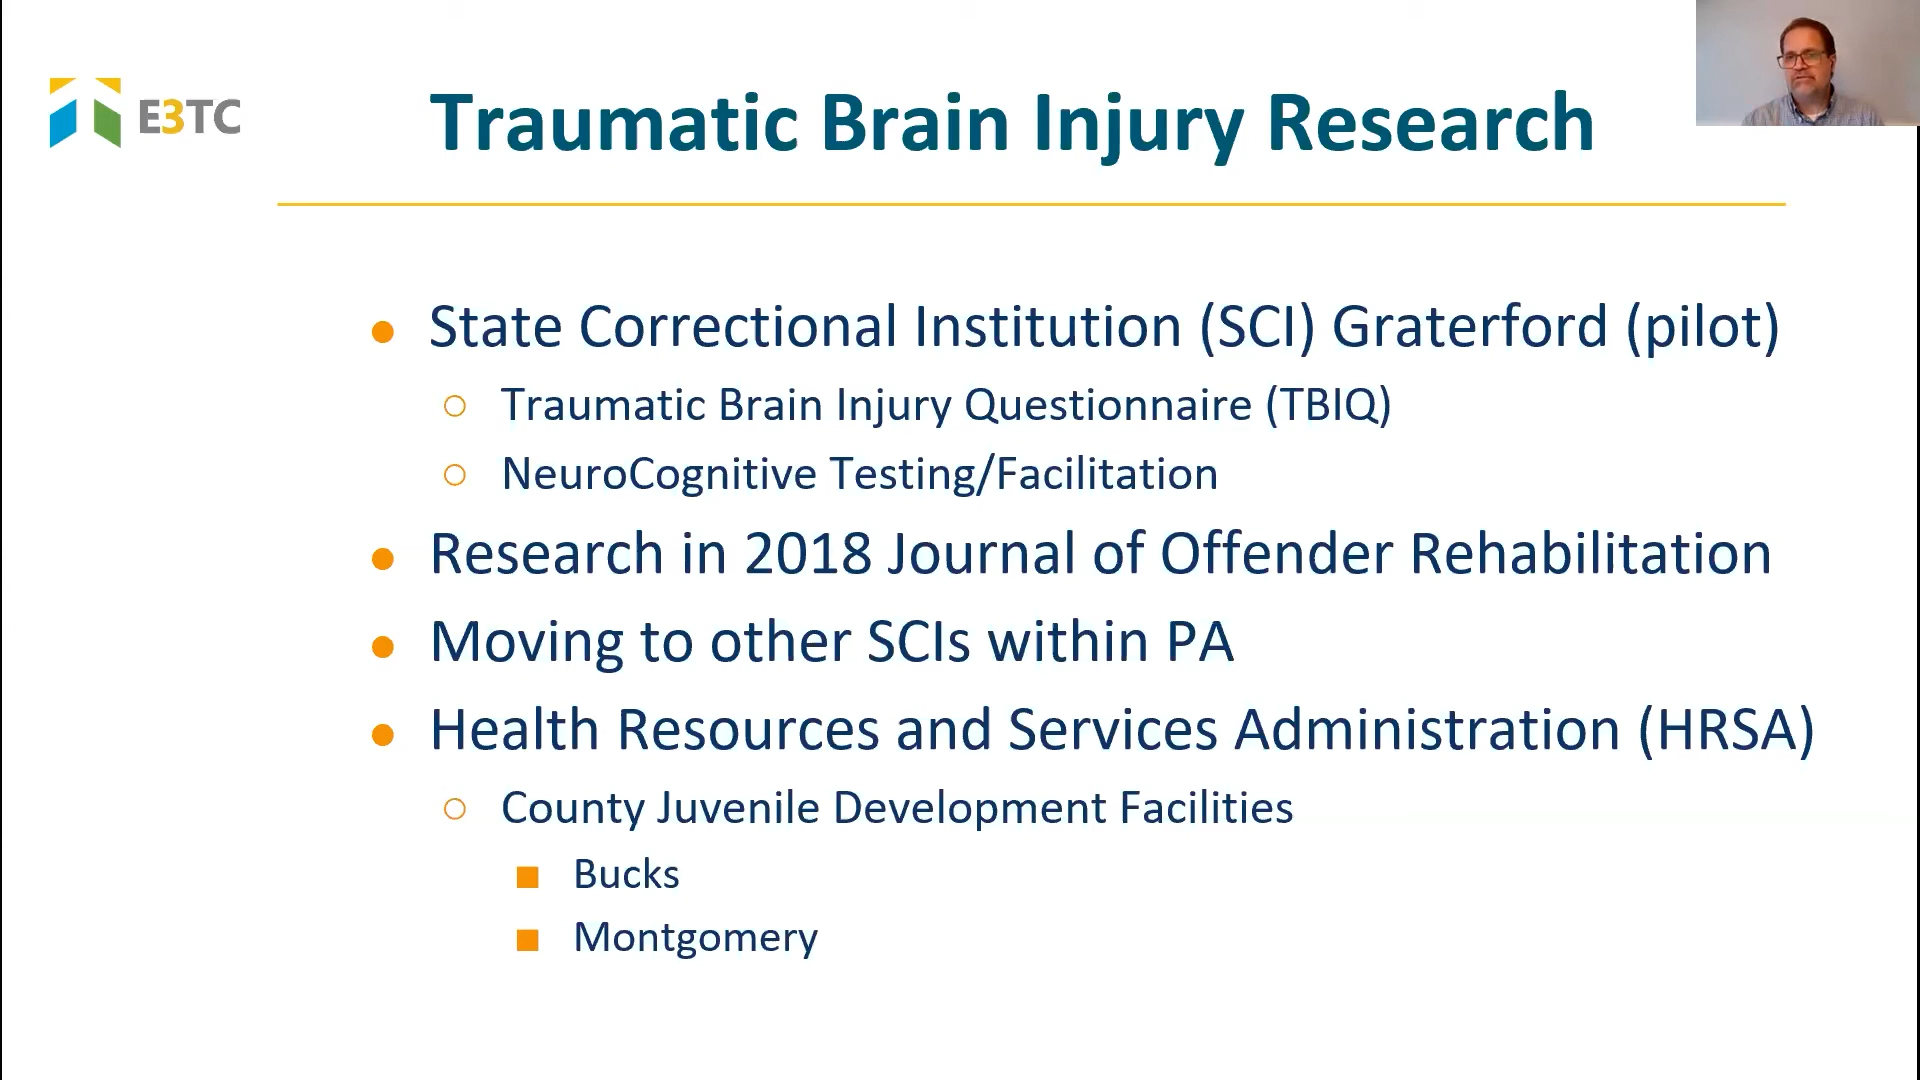 E3TC
Traumatic Brain Injury Research
State Correctional Institution (SCI) Graterford (pilot)
Traumatic Brain Injury Questionnaire (TBIQ)
NeuroCognitive Testing/Facilitation
Research in 2018 Journal of Offender Rehabilitation
Moving to other SCIs within PA
Health Resources and Services Administration (HRSA)
County Juvenile Development Facilities
Bucks
Montgomery